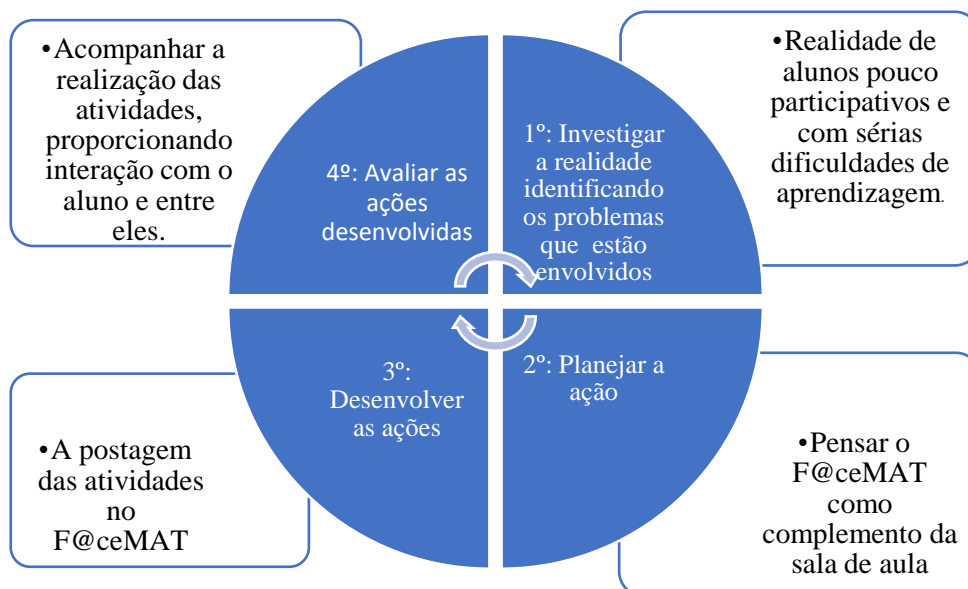 •Acompanhar a
realização das
atividades,
proporcionando
interação com o
aluno e entre
eles.
4º: Avaliar as
ações
desenvolvidas
1º: Investigar
a realidade
identificando
os problemas
que estão
envolvidos
•Realidade de
alunos pouco
participativos e
com sérias
dificuldades de
aprendizagem.
•A postagem
das atividades
no
F@ceMAT
3º:
Desenvolver
as ações
2º: Planejar a
ação
•Pensar o
F@ceMAT
como
complemento da
sala de aula